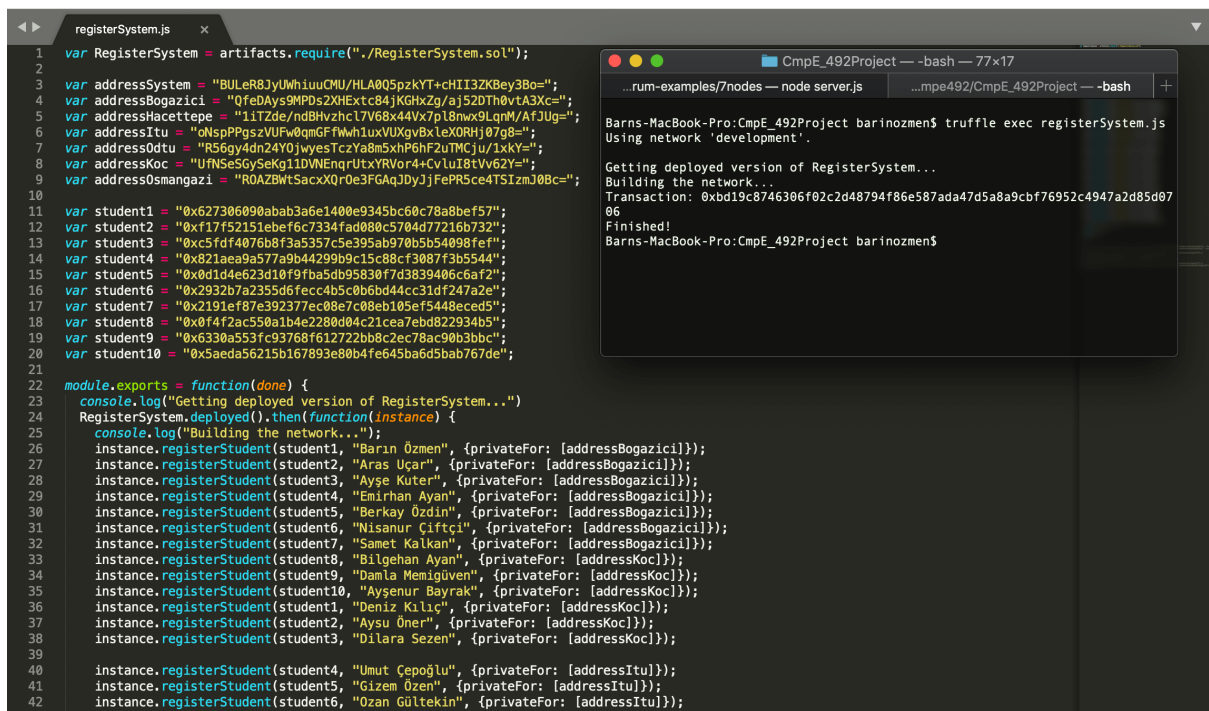 registerSystem.js ×
1 var RegisterSystem = artifacts.require("./RegisterSystem.sol");
2
3 var addressSystem = "BULeR8JyUWhiuuCMU/HLA0Q5pzkYT+cHII3ZKBey3Bo=";
4 var addressBogazici = "QfeDAys9MPDs2XHExtc84jKGHxZg/aj52DTh0vtA3Xc=";
5 var addressHacettepe = "1iTZde/ndBHvzhcl7V68x44Vx7pl8nwx9LqnM/AfJUg=";
6 var addressItu = "oNspPPgszVUFw0qmGFfWwh1uxVUXgvBxleXORHj07g8=";
7 var addressOdtu = "R56gy4dn24YOjwyesTczYa8m5xhP6hF2uTMCju/1xkY=";
8 var addressKoc = "UfNSeSGySeKg11DVNEnqrUtxYRVor4+CvluI8tVv62Y=";
9 var addressOsmangazi = "ROAZBWtSacxXQrOe3FGAqJDyJjFePR5ce4TSIzmJ0Bc=";
10
11 var student1 = "0x627306090abab3a6e1400e9345bc60c78a8bef57";
12 var student2 = "0xf17f52151ebef6c7334fad080c5704d77216b732";
13 var student3 = "0xc5fdf4076b8f3a5357c5e395ab970b5b54098fef";
14 var student4 = "0x821aea9a577a9b44299b9c15c88cf3087f3b5544";
15 var student5 = "0x0d1d4e623d10f9fba5db95830f7d3839406c6af2";
16 var student6 = "0x2932b7a2355d6fecc4b5c0b6bd44cc31df247a2e";
17 var student7 = "0x2191ef87e392377ec08e7c08eb105ef5448eced5";
18 var student8 = "0x0f4f2ac550a1b4e2280d04c21cea7ebd822934b5";
19 var student9 = "0x6330a553fc93768f612722bb8c2ec78ac90b3bbc";
20 var student10 = "0x5aeda56215b167893e80b4fe645ba6d5bab767de";
21
22 module.exports = function(done) {
23 console.log("Getting deployed version of RegisterSystem...")
24 RegisterSystem.deployed().then(function(instance) {
25 console.log("Building the network...");
26 instance.registerStudent(student1, "Barın Özmen", {privateFor: [addressBogazici]});
27 instance.registerStudent(student2, "Aras Uçar", {privateFor: [addressBogazici]});
28 instance.registerStudent(student3, "Ayşe Kuter", {privateFor: [addressBogazici]});
29 instance.registerStudent(student4, "Emirhan Ayan", {privateFor: [addressBogazici]});
30 instance.registerStudent(student5, "Berkay Özdin", {privateFor: [addressBogazici]});
31 instance.registerStudent(student6, "Nisanur Çiftçi", {privateFor: [addressBogazici]});
32 instance.registerStudent(student7, "Samet Kalkan", {privateFor: [addressBogazici]});
33 instance.registerStudent(student8, "Bilgehan Ayan", {privateFor: [addressKoc]});
34 instance.registerStudent(student9, "Damla Memigüven", {privateFor: [addressKoc]});
35 instance.registerStudent(student10, "Ayşenur Bayrak", {privateFor: [addressKoc]});
36 instance.registerStudent(student1, "Deniz Kılıç", {privateFor: [addressKoc]});
37 instance.registerStudent(student2, "Aysu Öner", {privateFor: [addressKoc]});
38 instance.registerStudent(student3, "Dilara Sezen", {privateFor: [addressKoc]});
39
40 instance.registerStudent(student4, "Umut Çepoğlu", {privateFor: [addressItu]});
41 instance.registerStudent(student5, "Gizem Özen", {privateFor: [addressItu]});
42 instance.registerStudent(student6, "Ozan Gültekin", {privateFor: [addressItu]});
CmpE_492Project — -bash — 77×17
...rum-examples/7nodes — node server.js ...mpe492/CmpE_492Project — -bash +
Barns-MacBook-Pro:CmpE_492Project barinozmen$ truffle exec registerSystem.js
Using network 'development'.
Getting deployed version of RegisterSystem...
Building the network...
Transaction: 0xbd19c8746306f02c2d48794f86e587ada47d5a8a9cbf76952c4947a2d85d07
06
Finished!
Barns-MacBook-Pro:CmpE_492Project barinozmen$